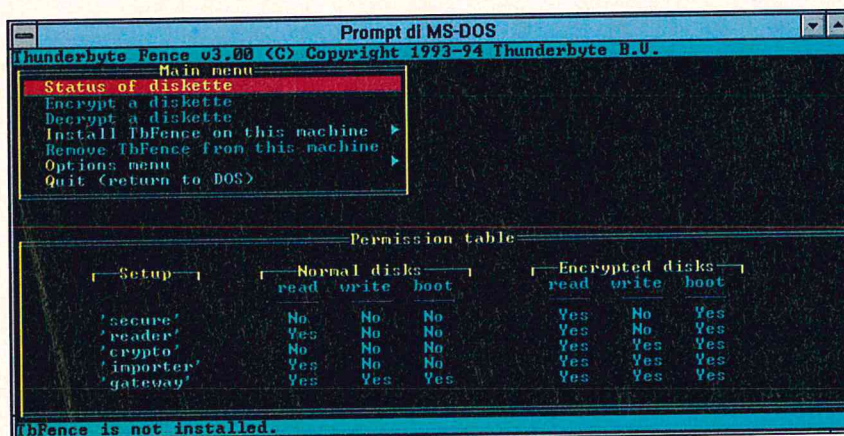 Prompt di MS-DOS
Thunderbyte Fence v3.00 (C) Copyright 1993-94 Thunderbyte B.V.
Main menu
Status of diskette
Encrypt a diskette
Decrypt a diskette
Install TbFence on this machine
Remove TbFence from this machine
Options menu
Quit (return to DOS)
Permission table
Setup Normal disks Encrypted disks
read write boot read write boot
'secure' No No No Yes No Yes
'reader' Yes No No Yes No Yes
'crypto' No No No Yes Yes Yes
'importer' Yes No No Yes Yes Yes
'gateway' Yes Yes Yes Yes Yes Yes
TbFence is not installed.